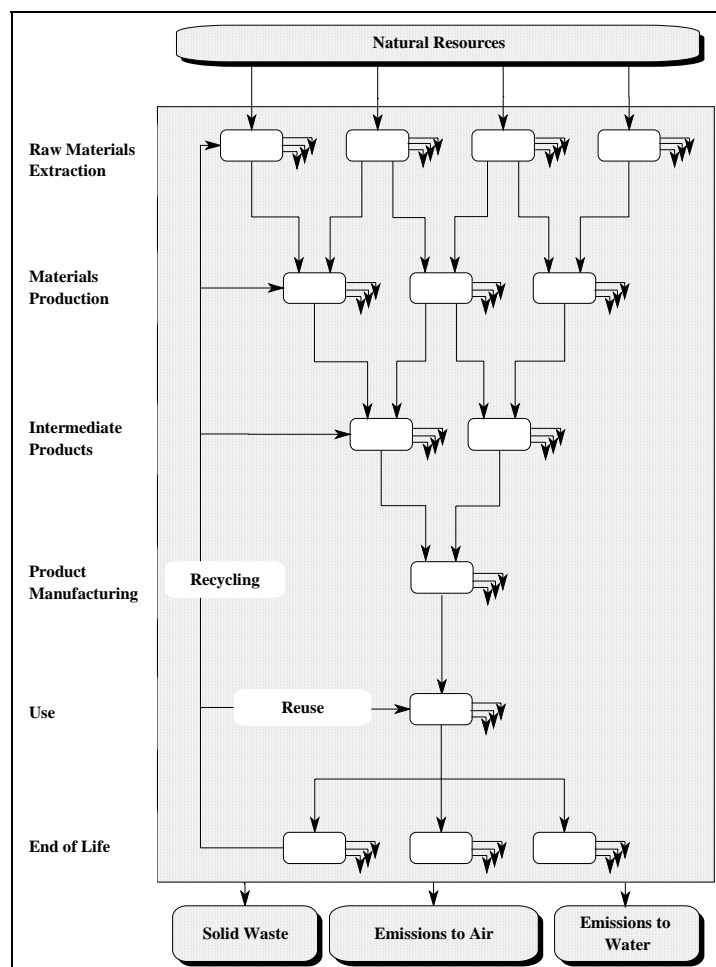 Natural Resources
Raw Materials
Extraction
Materials
Production
Intermediate
Products
Product
Manufacturing
Recycling
Use
Reuse
End of Life
Solid Waste
Emissions to Air
Emissions to
Water